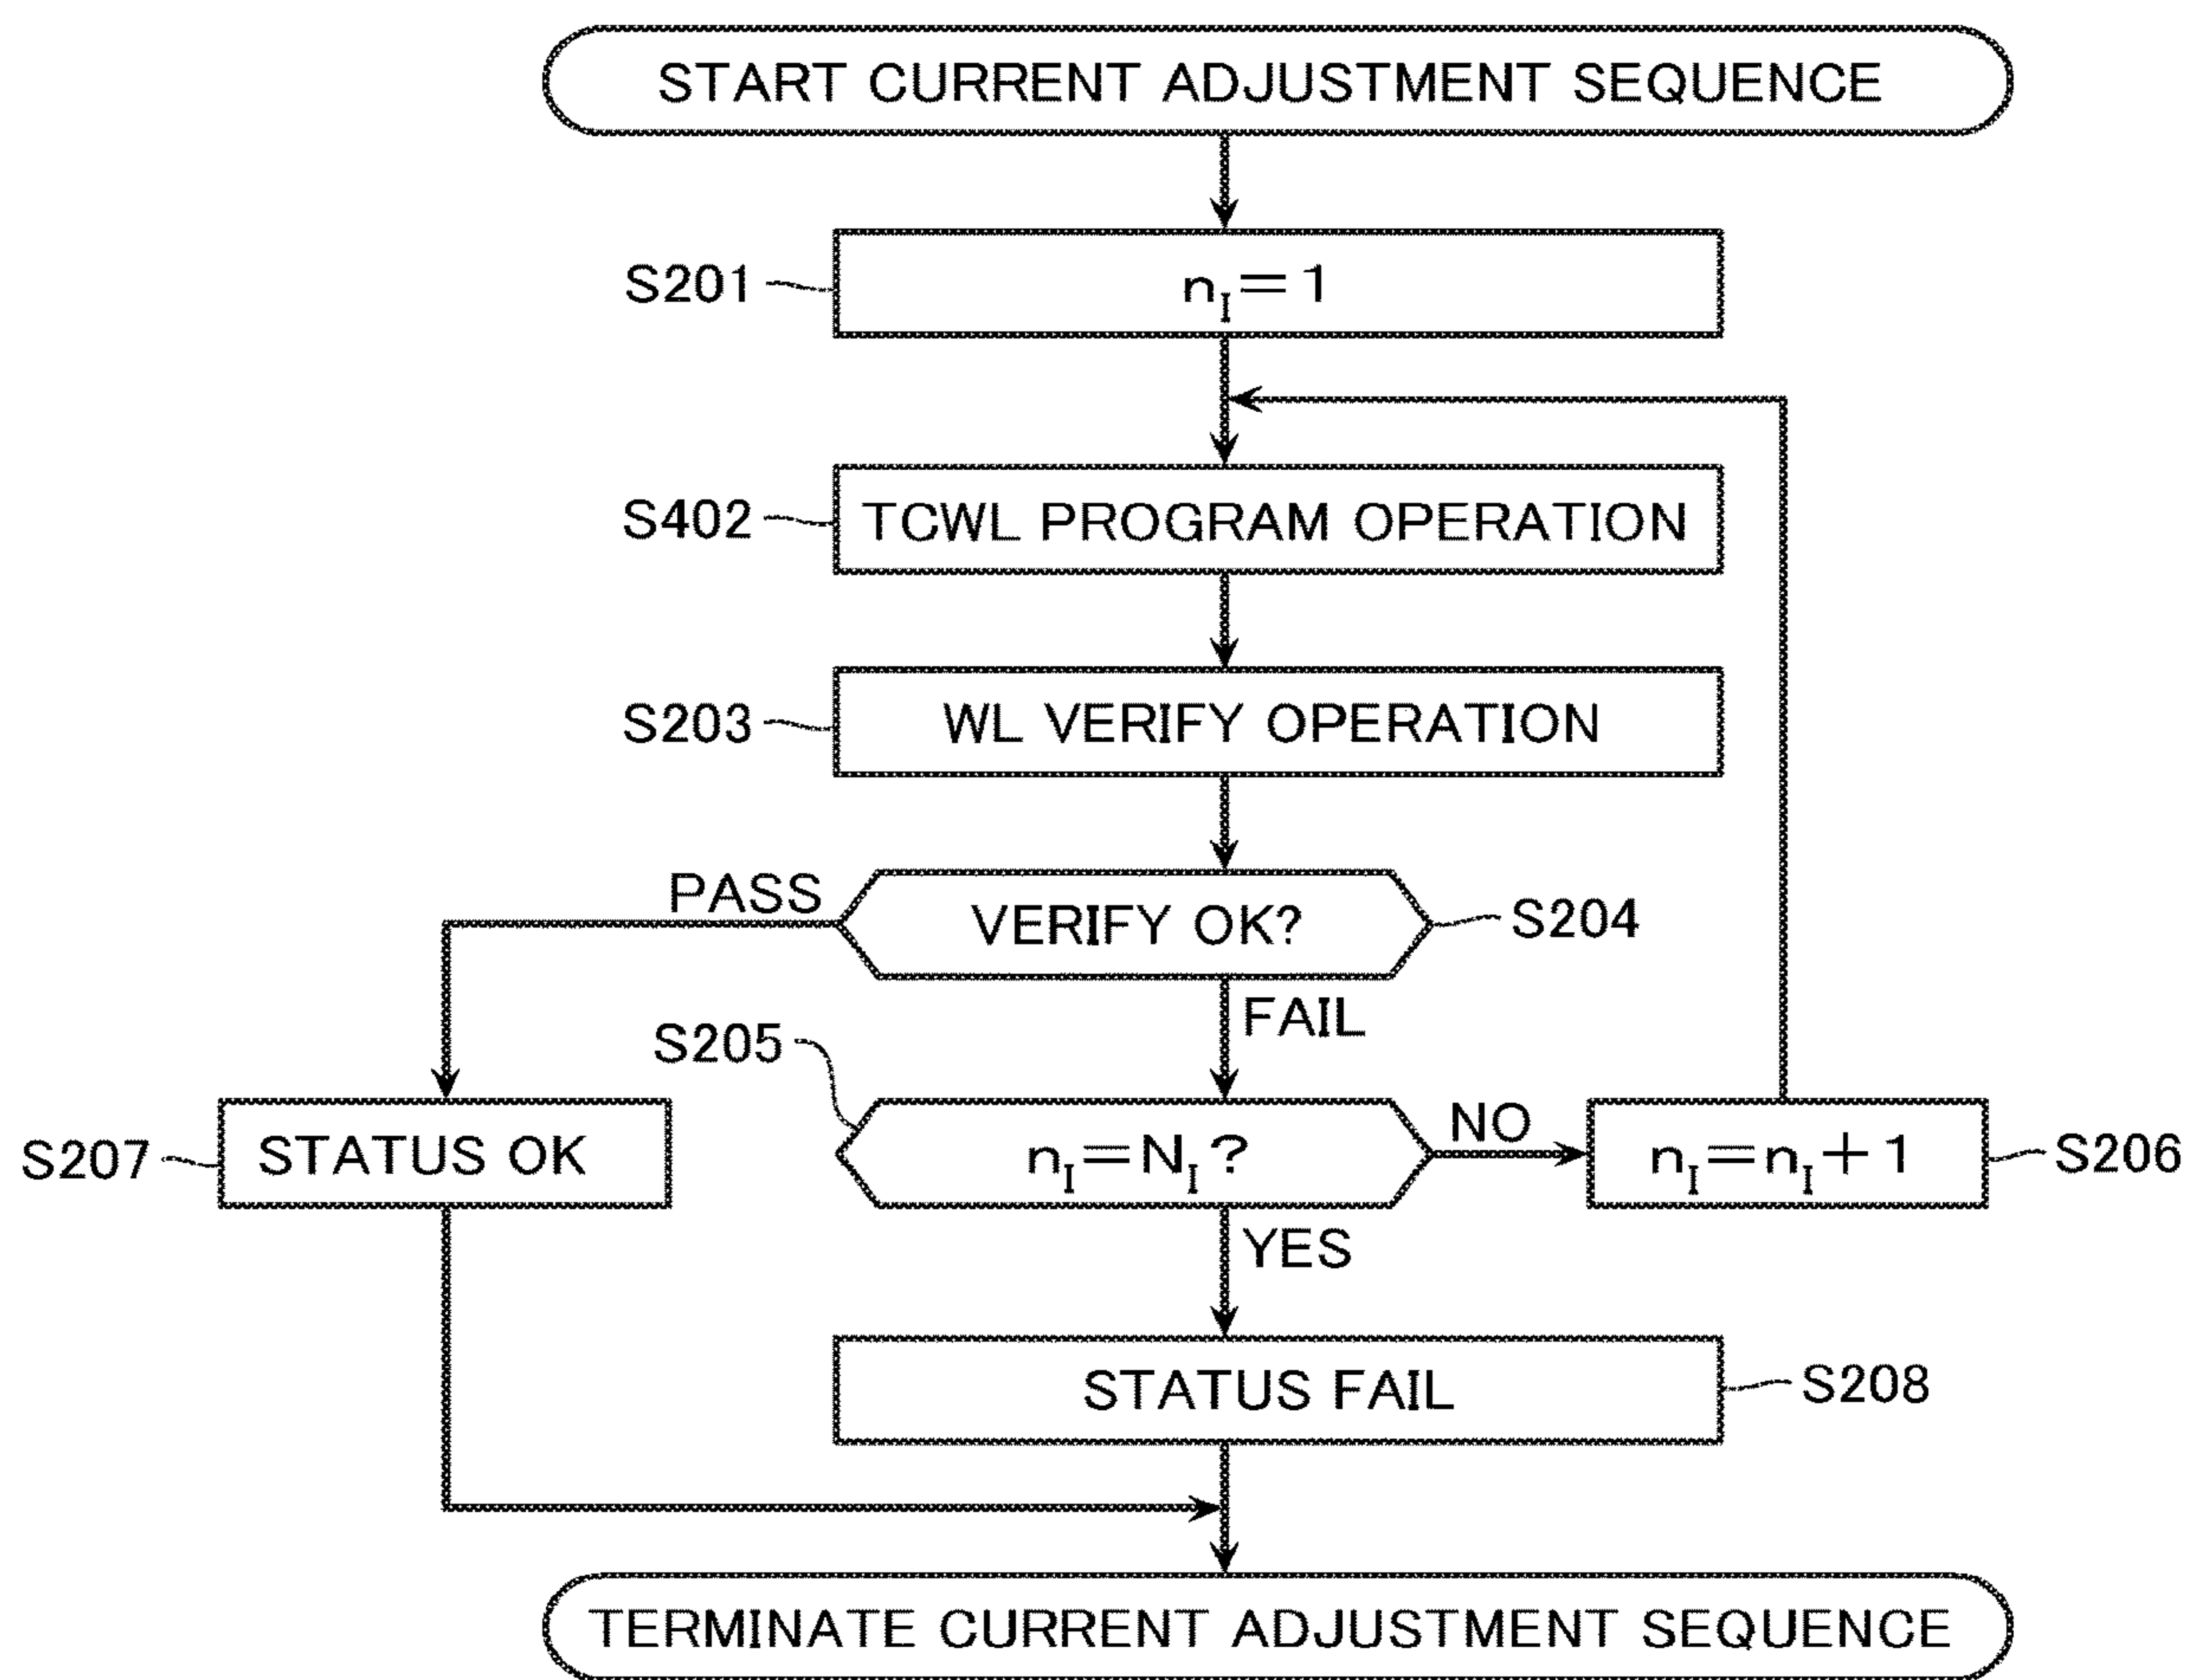 START CURRENT ADJUSTMENT SEQUENCE
S201
n_I=1
S402
TCWL PROGRAM OPERATION
S203
WL VERIFY OPERATION
PASS
VERIFY OK?
S204
FAIL
S205
S207
STATUS OK
n_I=N_I?
NO
n_I=n_I+1
S206
YES
STATUS FAIL
S208
TERMINATE CURRENT ADJUSTMENT SEQUENCE